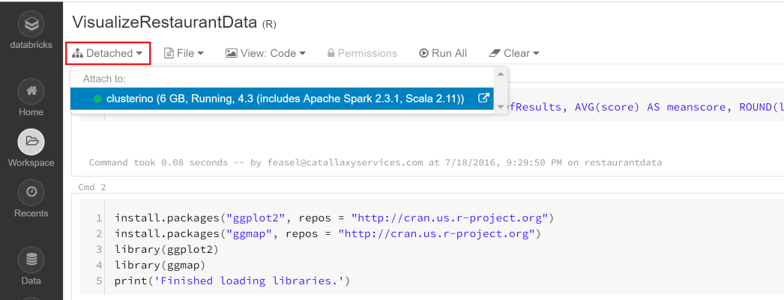 databricks
Home
Workspace
Recents
Data
VisualizeRestaurantData (R)
Detached File View: Code Permissions Run All Clear
Attach to:
clusterino (6 GB, Running, 4.3 (includes Apache Spark 2.3.1, Scala 2.11))
fResults, AVG(score) AS meanscore, ROUND(l
Command took 0.08 seconds -- by feasel@catallaxyservices.com at 7/18/2016, 9:29:50 PM on restaurantdata
Cmd 2
1 install.packages("ggplot2", repos = "http://cran.us.r-project.org")
2 install.packages("ggmap", repos = "http://cran.us.r-project.org")
3 library(ggplot2)
4 library(ggmap)
5 print('Finished loading libraries.')